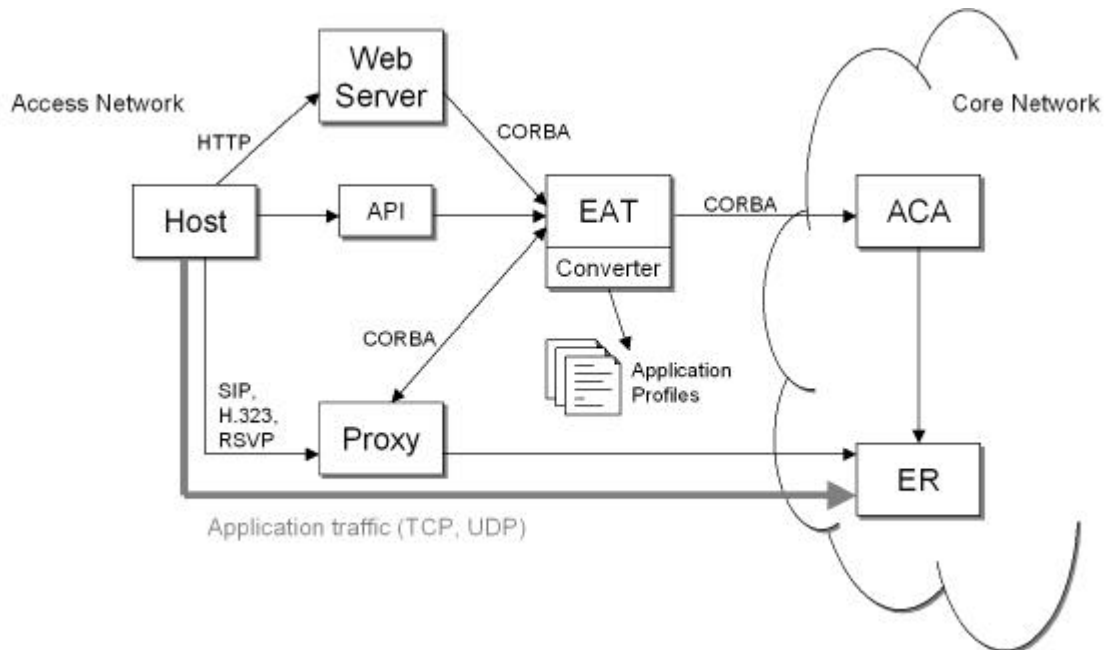 Web
Server
Access Network
Core Network
HTTP
CORBA
Host
API
EAT
CORBA
ACA
Converter
CORBA
Application
Profiles
SIP,
H.323,
RSVP
Proxy
ER
Application traffic (TCP, UDP)